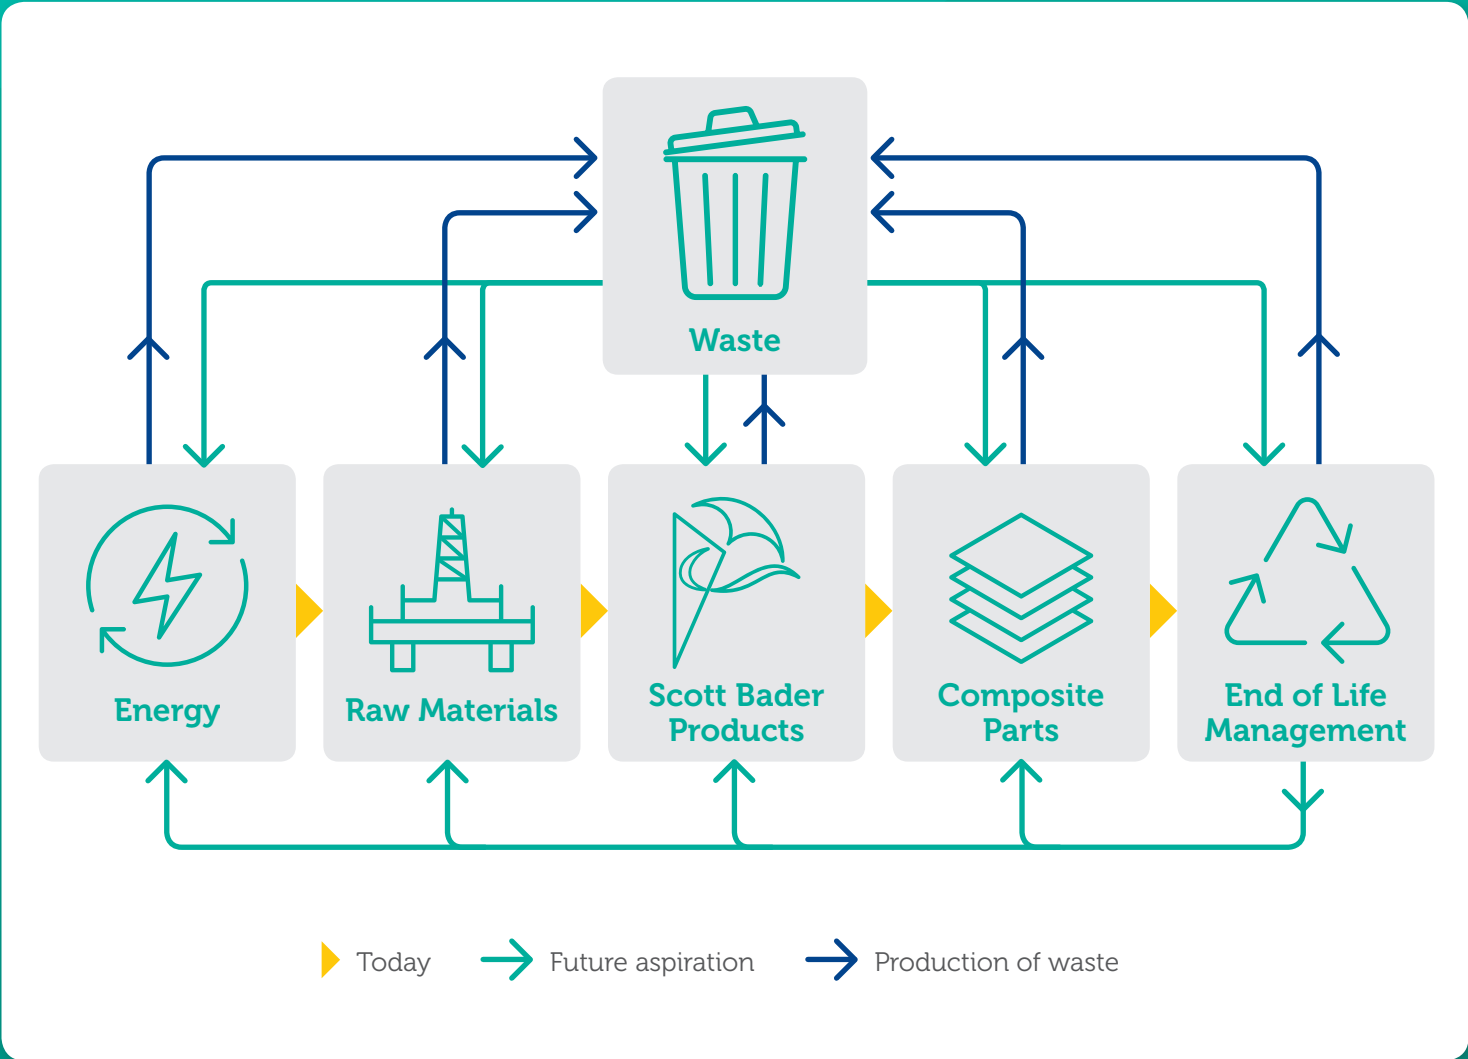 Waste
Energy
Raw Materials
Scott Bader
Products
Composite
Parts
End of Life
Management
Today
Future aspiration
Production of waste